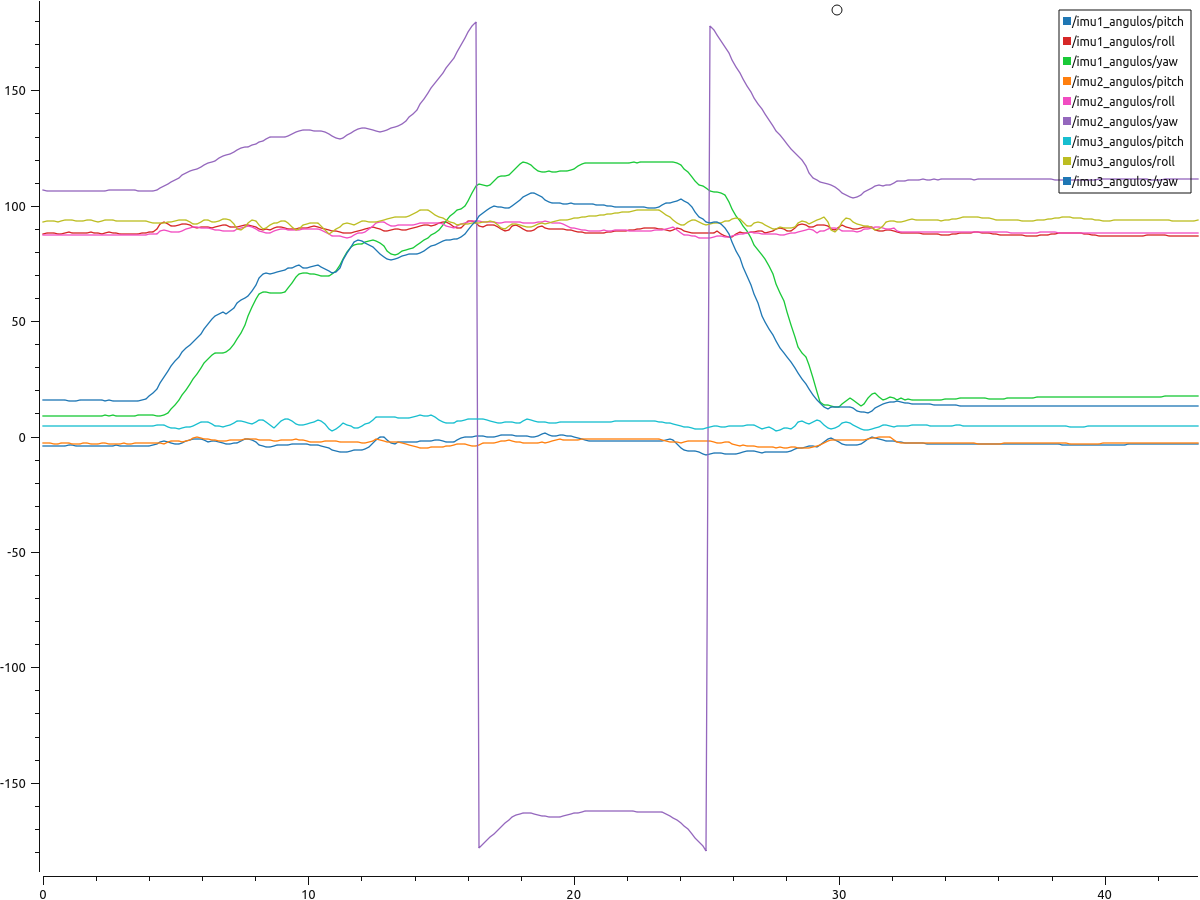 /imu1_angulos/pitch
/imu1_angulos/roll
/imu1_angulos/yaw
/imu2_angulos/pitch
/imu2_angulos/roll
/imu2_angulos/yaw
/imu3_angulos/pitch
/imu3_angulos/roll
/imu3_angulos/yaw
150
100
50
0
-50
-100
-150
0 10 20 30 40